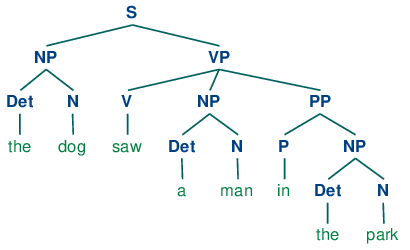 S
NP VP
Det N V NP PP
the dog saw Det N P NP
a man in Det N
the park